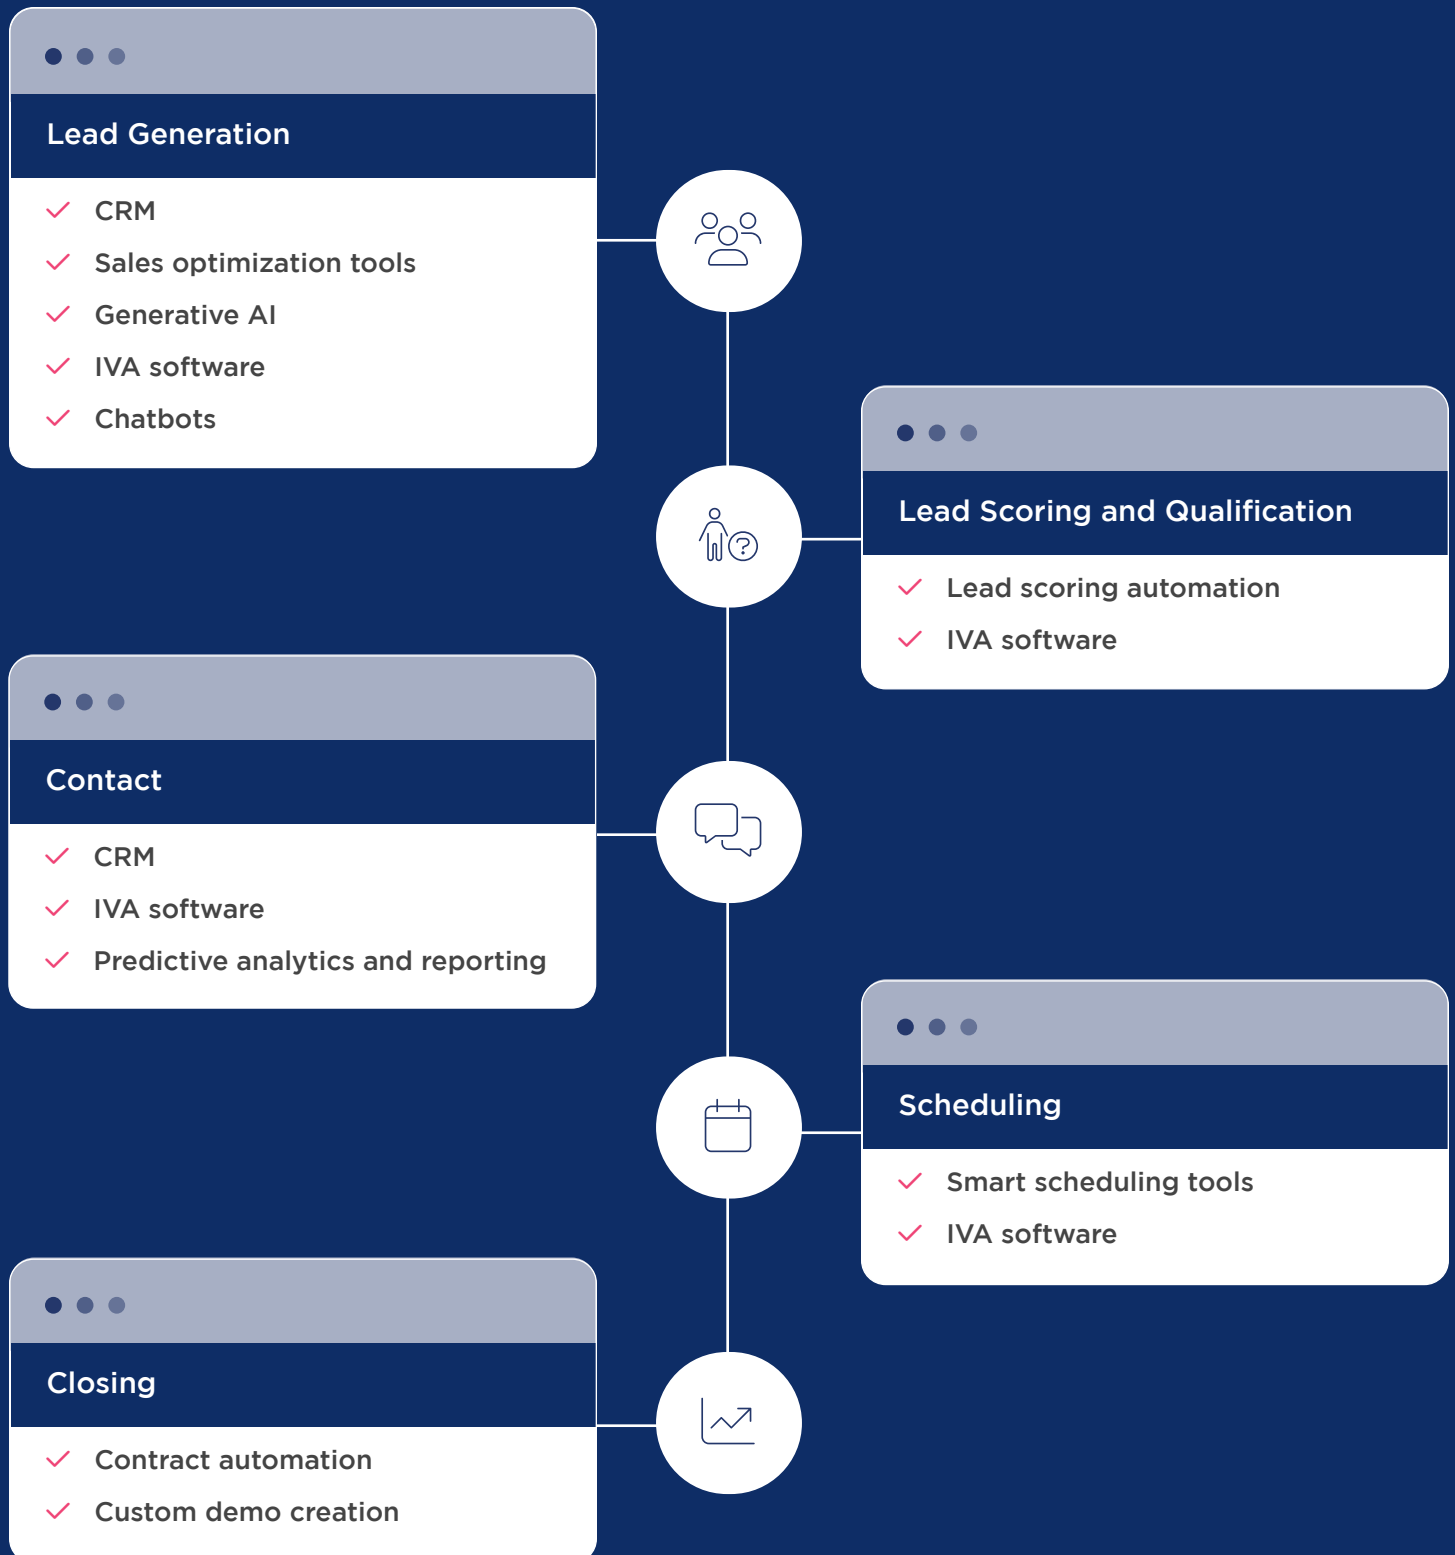 Lead Generation
CRM
Sales optimization tools
Generative AI
IVA software
Chatbots
?
Lead Scoring and Qualification
Lead scoring automation
IVA software
Contact
CRM
IVA software
Predictive analytics and reporting
Scheduling
Smart scheduling tools
IVA software
Closing
Contract automation
Custom demo creation